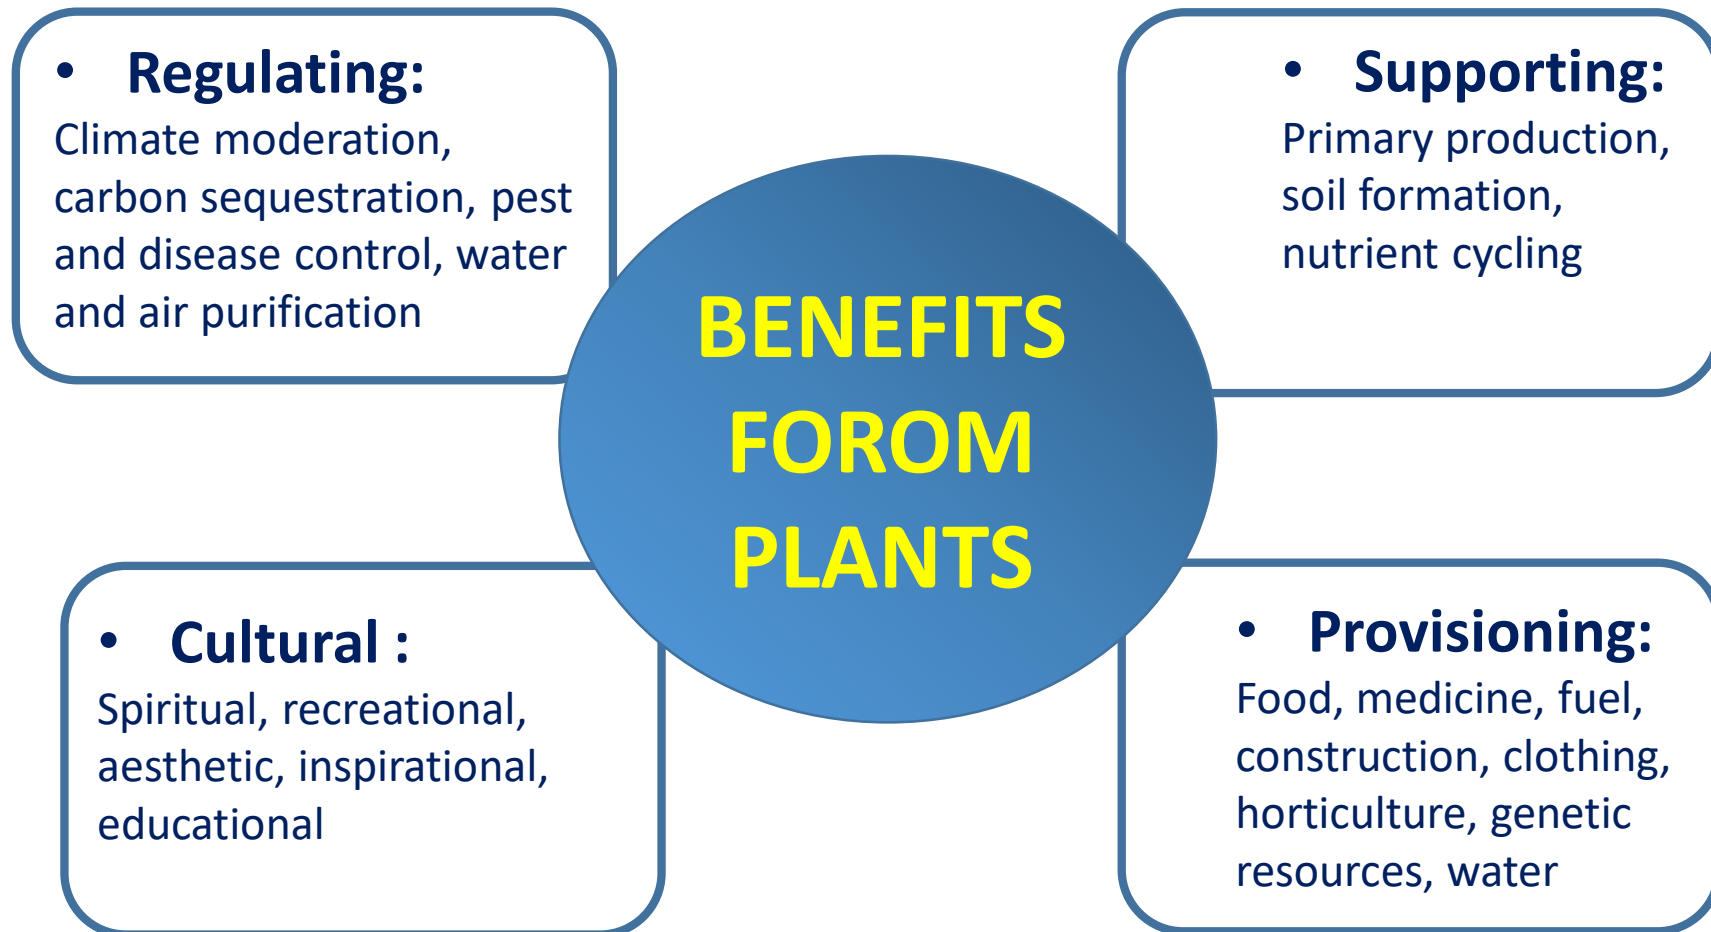 • Regulating:
Climate moderation,
carbon sequestration, pest
and disease control, water
and air purification
• Supporting:
Primary production,
soil formation,
nutrient cycling
BENEFITS
FOROM
PLANTS
• Cultural :
Spiritual, recreational,
aesthetic, inspirational,
educational
• Provisioning:
Food, medicine, fuel,
construction, clothing,
horticulture, genetic
resources, water